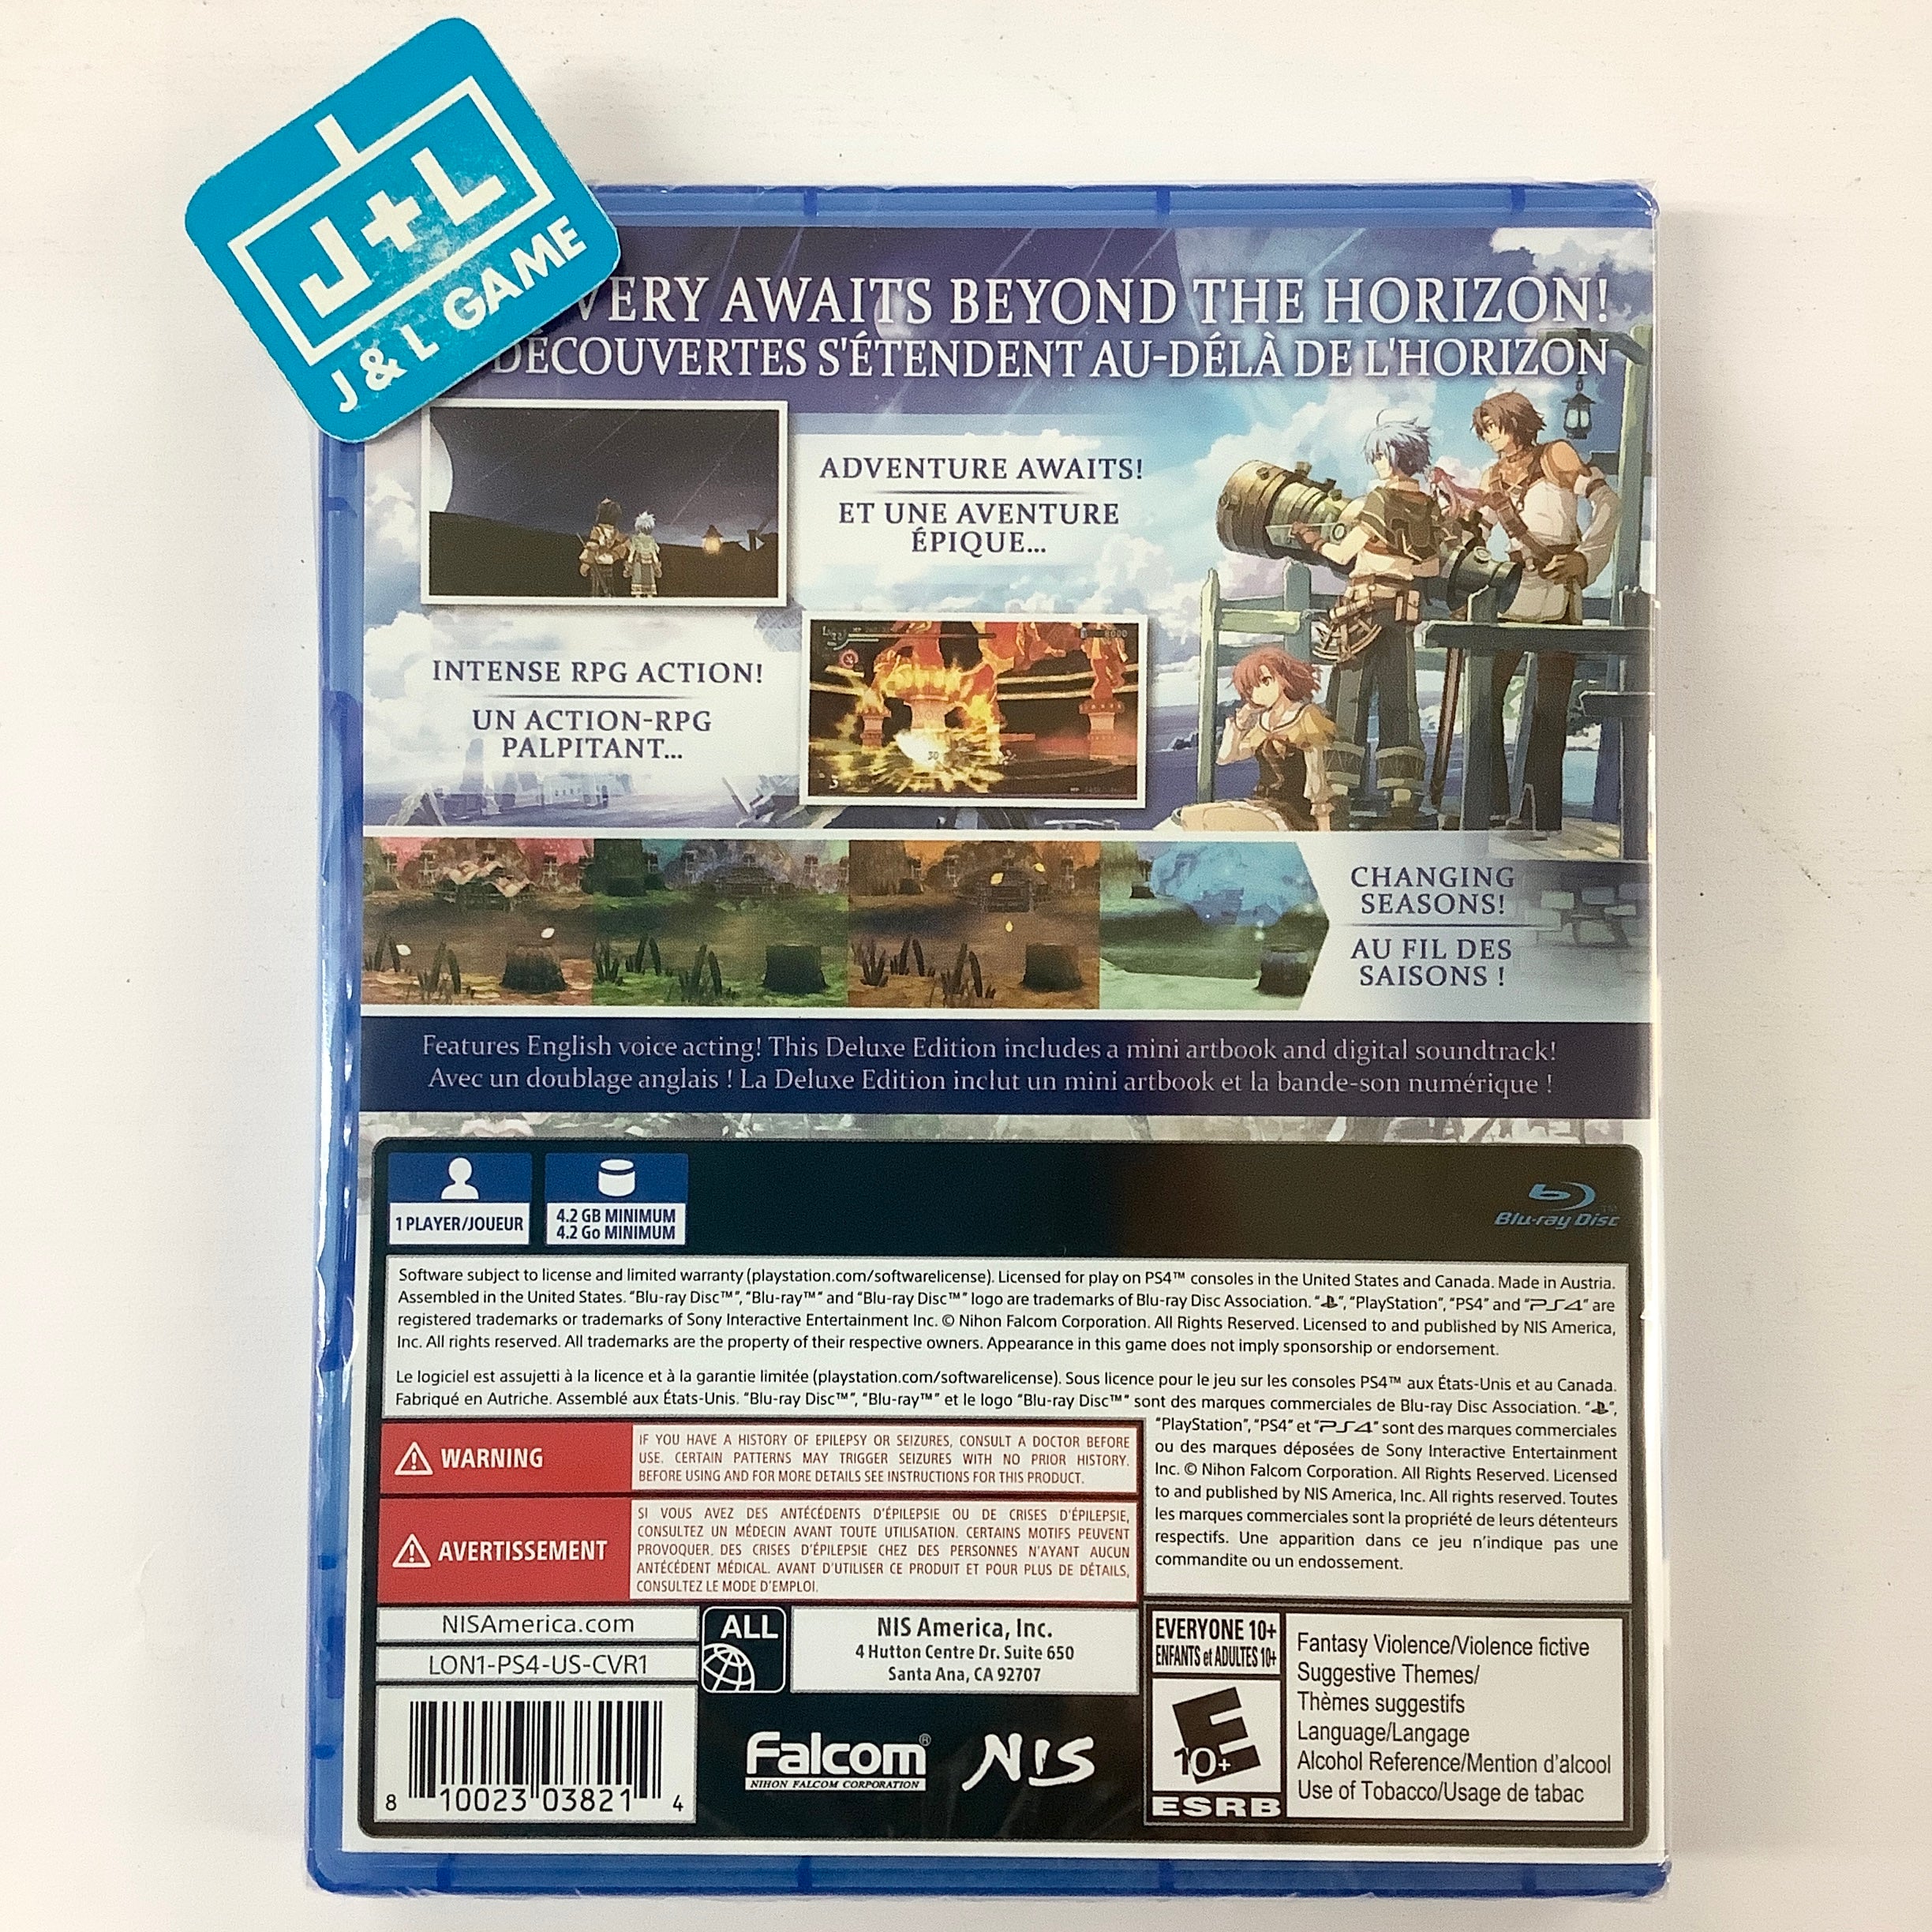 J+L
J & L GAME
VERY AWAITS BEYOND THE HORIZON!
DÉCOUVERTES S'ÉTENDENT AU-DÉLÀ DE L'HORIZON
ADVENTURE AWAITS!
ET UNE AVENTURE
ÉPIQUE...
INTENSE RPG ACTION!
UN ACTION-RPG
PALPITANT...
CHANGING
SEASONS!
AU FIL DES
SAISONS !
Features English voice acting! This Deluxe Edition includes a mini artbook and digital soundtrack!
Avec un doublage anglais ! La Deluxe Edition inclut un mini artbook et la bande-son numérique !
1 PLAYER/JOUEUR
4.2 GB MINIMUM
4.2 Go MINIMUM
Blu-ray Disc
Software subject to license and limited warranty (playstation.com/softwarelicense). Licensed for play on PS4™ consoles in the United States and Canada. Made in Austria.
Assembled in the United States. "Blu-ray Disc™", "Blu-ray™" and "Blu-ray Disc™" logo are trademarks of Blu-ray Disc Association. "PS", "PlayStation", "PS4" and "PS4" are
registered trademarks or trademarks of Sony Interactive Entertainment Inc. © Nihon Falcom Corporation. All Rights Reserved. Licensed to and published by NIS America,
Inc. All rights reserved. All trademarks are the property of their respective owners. Appearance in this game does not imply sponsorship or endorsement.
Le logiciel est assujetti à la licence et à la garantie limitée (playstation.com/softwarelicense). Sous licence pour le jeu sur les consoles PS4™ aux États-Unis et au Canada.
Fabriqué en Autriche. Assemblé aux États-Unis. "Blu-ray Disc™", "Blu-ray™" et le logo "Blu-ray Disc™" sont des marques commerciales de Blu-ray Disc Association. "PS",
"PlayStation", "PS4" et "PS4" sont des marques commerciales
ou des marques déposées de Sony Interactive Entertainment
Inc. © Nihon Falcom Corporation. All Rights Reserved. Licensed
to and published by NIS America, Inc. All rights reserved. Toutes
les marques commerciales sont la propriété de leurs détenteurs
respectifs. Une apparition dans ce jeu n'indique pas une
commandite ou un endossement.
WARNING
IF YOU HAVE A HISTORY OF EPILEPSY OR SEIZURES, CONSULT A DOCTOR BEFORE
USE. CERTAIN PATTERNS MAY TRIGGER SEIZURES WITH NO PRIOR HISTORY.
BEFORE USING AND FOR MORE DETAILS SEE INSTRUCTIONS FOR THIS PRODUCT.
AVERTISSEMENT
SI VOUS AVEZ DES ANTÉCÉDENTS D'ÉPILEPSIE OU DE CRISES D'ÉPILEPSIE,
CONSULTEZ UN MÉDECIN AVANT TOUTE UTILISATION. CERTAINS MOTIFS PEUVENT
PROVOQUER DES CRISES D'ÉPILEPSIE CHEZ DES PERSONNES N'AYANT AUCUN
ANTÉCÉDENT MÉDICAL. AVANT D'UTILISER CE PRODUIT ET POUR PLUS DE DÉTAILS,
CONSULTEZ LE MODE D'EMPLOI.
NISAmerica.com
LON1-PS4-US-CVR1
ALL
NIS America, Inc.
4 Hutton Centre Dr. Suite 650
Santa Ana, CA 92707
8 10023 03821 4
Falcom®
NIHON FALCOM CORPORATION
NIS
EVERYONE 10+
ENFANTS et ADULTES 10+
E
10+
ESRB
Fantasy Violence/Violence fictive
Suggestive Themes/
Thèmes suggestifs
Language/Langage
Alcohol Reference/Mention d'alcool
Use of Tobacco/Usage de tabac